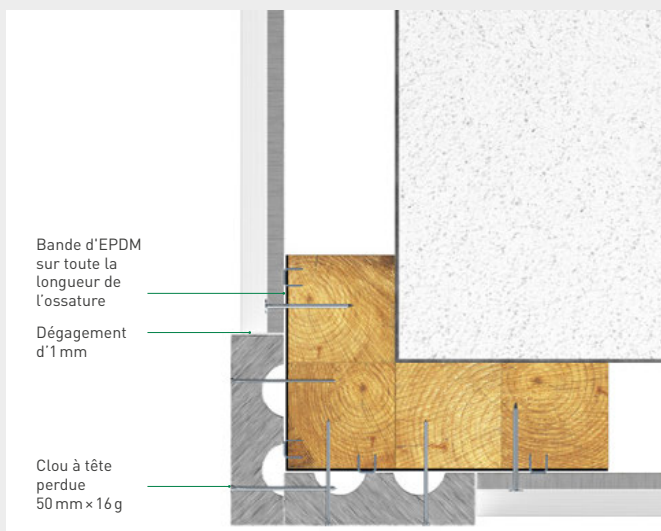 Bande d'EPDM
sur toute la
longueur de
l'ossature
Dégagement
d'1 mm
Clou à tête
perdue
50 mm × 16 g